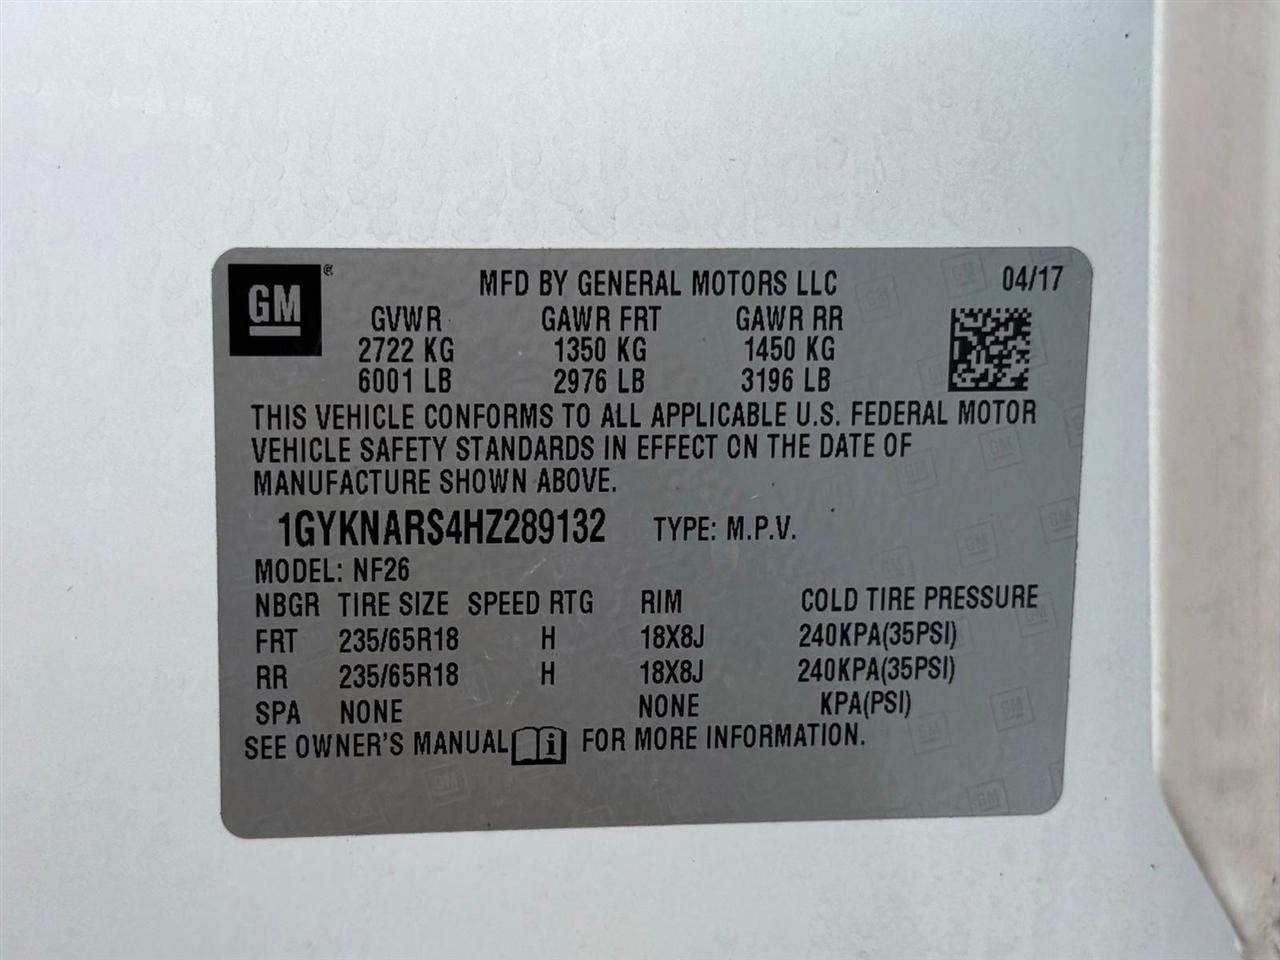 GM®
MFD BY GENERAL MOTORS LLC 04/17
GVWR GAWR FRT GAWR RR
2722 KG 1350 KG 1450 KG
6001 LB 2976 LB 3196 LB
THIS VEHICLE CONFORMS TO ALL APPLICABLE U.S. FEDERAL MOTOR
VEHICLE SAFETY STANDARDS IN EFFECT ON THE DATE OF
MANUFACTURE SHOWN ABOVE.
1GYKNARS4HZ289132 TYPE: M.P.V.
MODEL: NF26
NBGR TIRE SIZE SPEED RTG RIM COLD TIRE PRESSURE
FRT 235/65R18 H 18X8J 240KPA(35PSI)
RR 235/65R18 H 18X8J 240KPA(35PSI)
SPA NONE NONE KPA(PSI)
SEE OWNER'S MANUAL i FOR MORE INFORMATION.